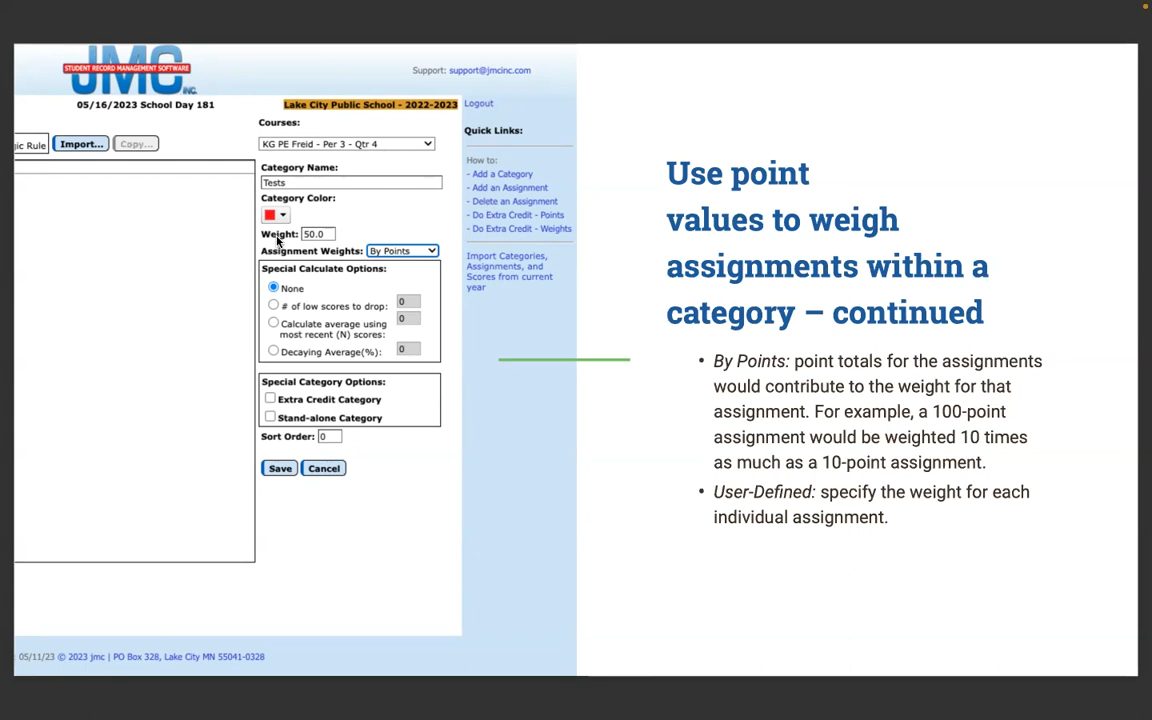 JMC
STUDENT RECORD MANAGEMENT SOFTWARE
INC.
Support: support@jmcinc.com
05/16/2023 School Day 181
Lake City Public School - 2022-2023
Logout
Courses:
Quick Links:
gic Rule
Import...
Copy...
KG PE Freid - Per 3 - Qtr 4
How to:
- Add a Category
- Add an Assignment
- Delete an Assignment
- Do Extra Credit - Points
- Do Extra Credit - Weights
Import Categories,
Assignments, and
Scores from current
year
Category Name:
Tests
Category Color:
Weight: 50.0
Assignment Weights: By Points
Special Calculate Options:
None
# of low scores to drop: 0
Calculate average using 0
most recent (N) scores:
Decaying Average(%): 0
Special Category Options:
Extra Credit Category
Stand-alone Category
Sort Order: 0
Save
Cancel
: 05/11/23 © 2023 jmc | PO Box 328, Lake City MN 55041-0328
Use point
values to weigh
assignments within a
category – continued
• By Points: point totals for the assignments
would contribute to the weight for that
assignment. For example, a 100-point
assignment would be weighted 10 times
as much as a 10-point assignment.
• User-Defined: specify the weight for each
individual assignment.